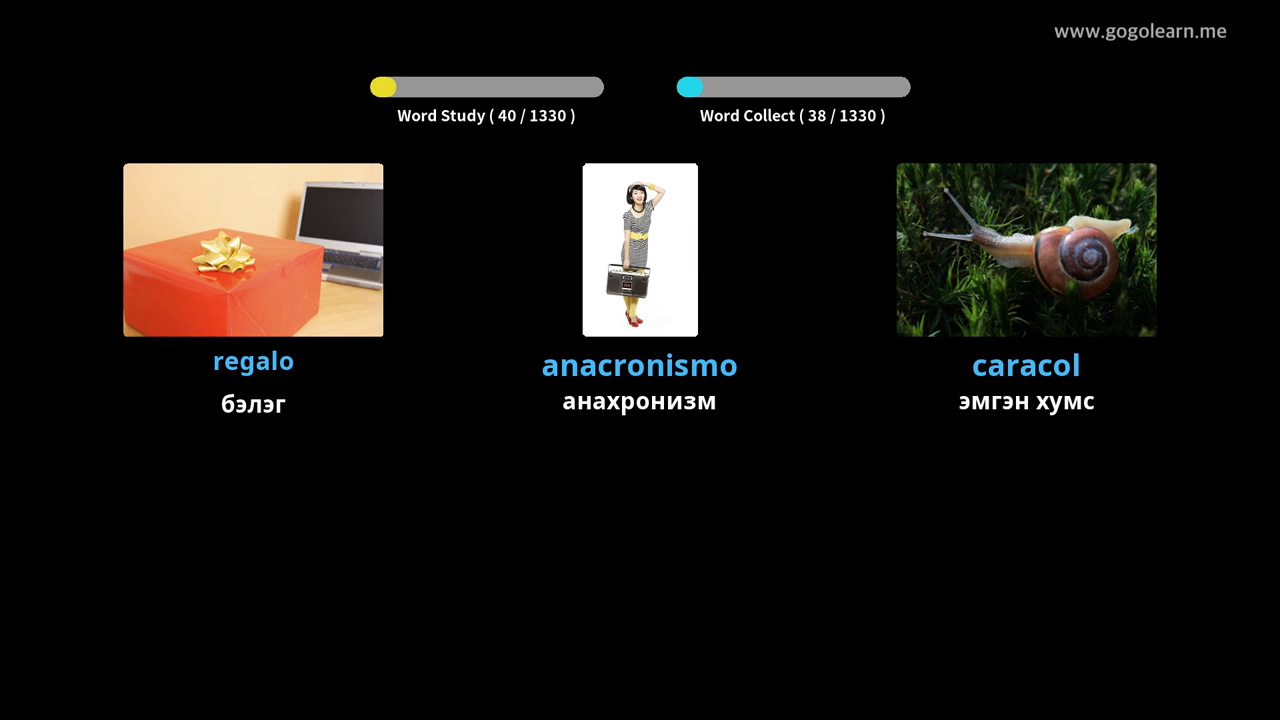 www.gogolearn.me
Word Study ( 40 / 1330 )
Word Collect ( 38 / 1330 )
regalo
бэлэг
anacronismo
анахронизм
caracol
эмгэн хумс